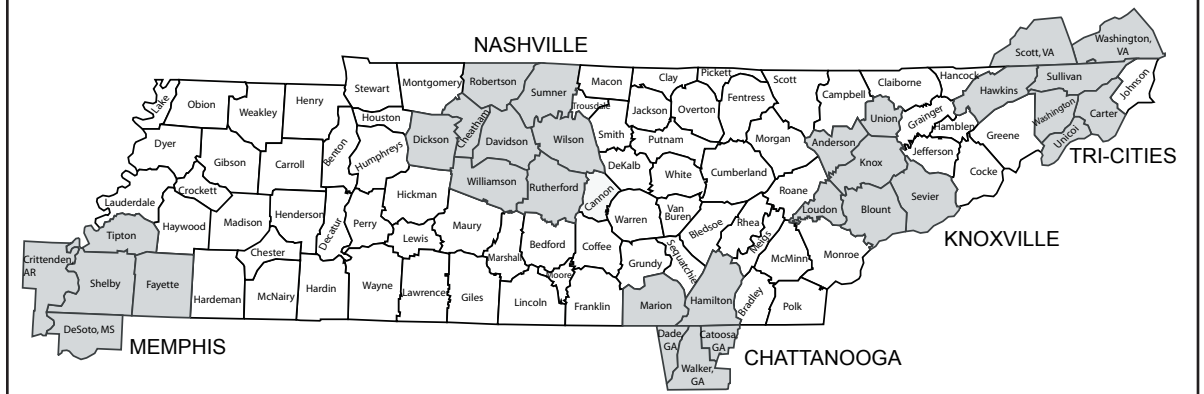 NASHVILLE
Scott, VA
Washington,
VA
Lake
Obion
Weakley
Henry
Stewart
Montgomery
Robertson
Sumner
Macon
Clay
Pickett
Scott
Campbell
Claiborne
Hancock
Hawkins
Sullivan
Johnson
Houston
Trousdale
Jackson
Overton
Fentress
Union
Grainger
Hamblen
Greene
Washington
Carter
Unicoi
TRI-CITIES
Dyer
Gibson
Carroll
Benton
Humphreys
Dickson
Cheatham
Davidson
Wilson
Smith
Putnam
Morgan
Anderson
Knox
Jefferson
Cocke
Crockett
Lauderdale
Haywood
Madison
Henderson
Decatur
Perry
Hickman
Williamson
Rutherford
Cannon
DeKalb
White
Cumberland
Roane
Loudon
Blount
Sevier
KNOXVILLE
Tipton
Chester
Lewis
Maury
Marshall
Bedford
Coffee
Warren
Van
Buren
Bledsoe
Rhea
Meigs
McMinn
Monroe
Crittenden,
AR
Shelby
Fayette
Hardeman
McNairy
Hardin
Wayne
Lawrence
Giles
Lincoln
Moore
Franklin
Grundy
Sequatchie
Marion
Hamilton
Bradley
Polk
DeSoto, MS
MEMPHIS
Dade,
GA
Catoosa,
GA
Walker,
GA
CHATTANOOGA